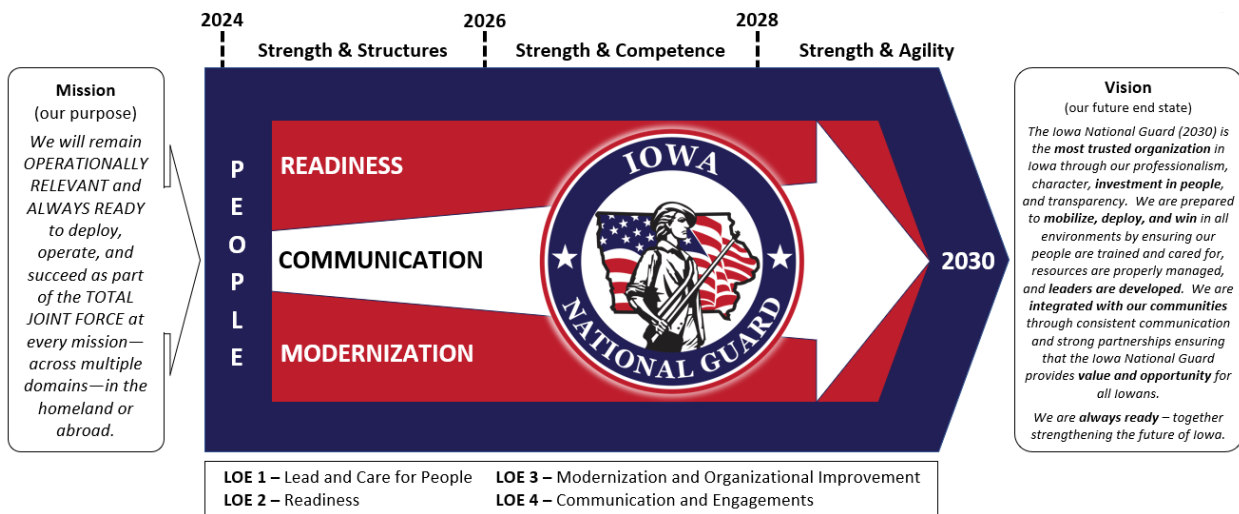 2024
2026
2028
Strength & Structures
Strength & Competence
Strength & Agility
Mission
(our purpose)
We will remain
OPERATIONALLY
RELEVANT and
ALWAYS READY
to deploy,
operate, and
succeed as part
of the TOTAL
JOINT FORCE at
every mission—
across multiple
domains—in the
homeland or
abroad.
PEOPLE
READINESS
COMMUNICATION
MODERNIZATION
IOWA
NATIONAL GUARD
2030
Vision
(our future end state)
The Iowa National Guard (2030) is
the most trusted organization in
Iowa through our professionalism,
character, investment in people,
and transparency. We are prepared
to mobilize, deploy, and win in all
environments by ensuring our
people are trained and cared for,
resources are properly managed,
and leaders are developed. We are
integrated with our communities
through consistent communication
and strong partnerships ensuring
that the Iowa National Guard
provides value and opportunity for
all Iowans.
We are always ready – together
strengthening the future of Iowa.
LOE 1 – Lead and Care for People
LOE 2 – Readiness
LOE 3 – Modernization and Organizational Improvement
LOE 4 – Communication and Engagements